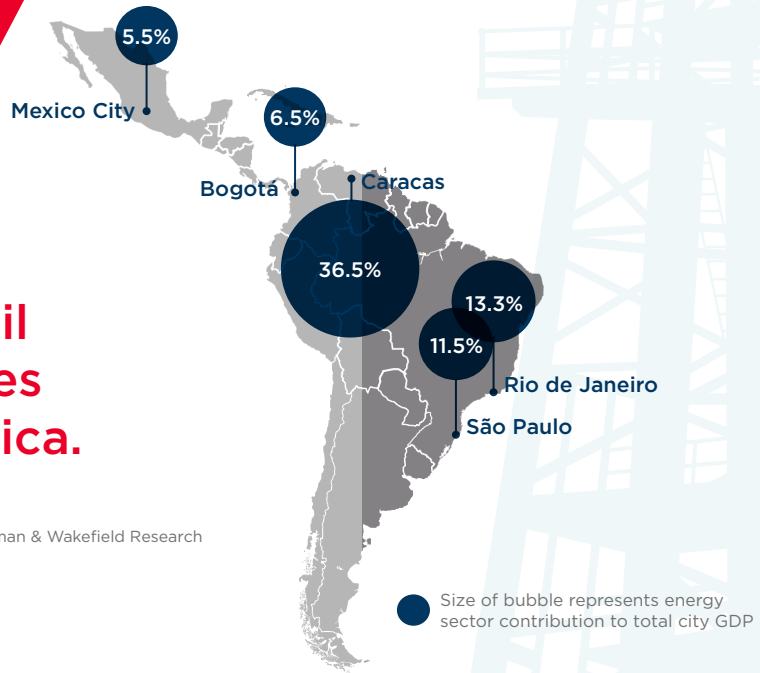 5.5%
Mexico City
6.5%
Bogotá
Caracas
36.5%
13.3%
11.5%
Rio de Janeiro
São Paulo
il
es
ica.
man & Wakefield Research
Size of bubble represents energy
sector contribution to total city GDP